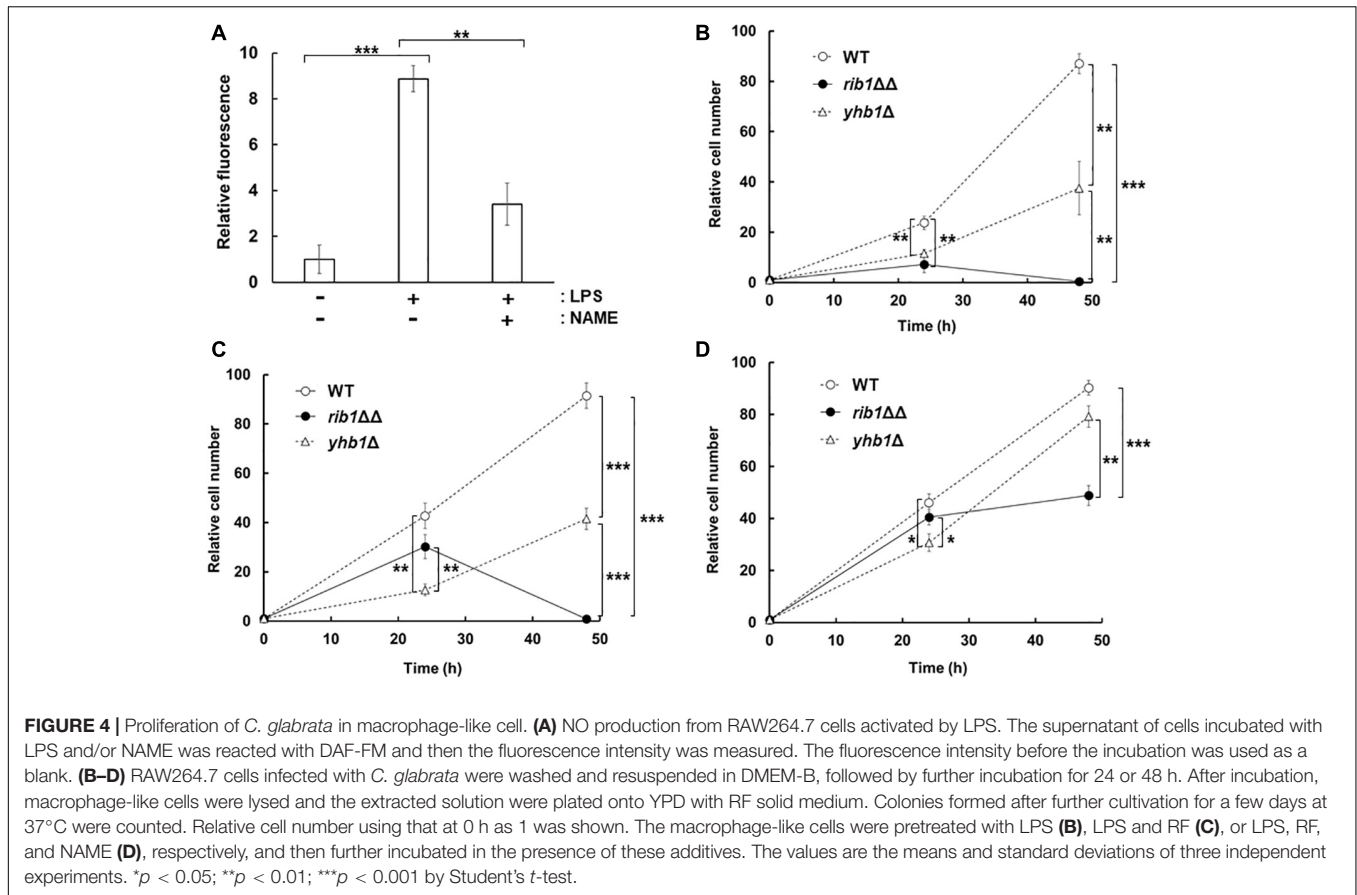 A
Relative fluorescence
10
8
6
4
2
0
***
**
- + + : LPS
- - + : NAME
B
WT
rib1ΔΔ
yhb1Δ
Relative cell number
100
80
60
40
20
0
** **
**
**
***
0 10 20 30 40 50
Time (h)
C
WT
rib1ΔΔ
yhb1Δ
Relative cell number
100
80
60
40
20
0
** **
***
***
***
0 10 20 30 40 50
Time (h)
D
WT
rib1ΔΔ
yhb1Δ
Relative cell number
100
80
60
40
20
0
* *
**
***
0 10 20 30 40 50
Time (h)
FIGURE 4 | Proliferation of C. glabrata in macrophage-like cell. (A) NO production from RAW264.7 cells activated by LPS. The supernatant of cells incubated with
LPS and/or NAME was reacted with DAF-FM and then the fluorescence intensity was measured. The fluorescence intensity before the incubation was used as a
blank. (B–D) RAW264.7 cells infected with C. glabrata were washed and resuspended in DMEM-B, followed by further incubation for 24 or 48 h. After incubation,
macrophage-like cells were lysed and the extracted solution were plated onto YPD with RF solid medium. Colonies formed after further cultivation for a few days at
37°C were counted. Relative cell number using that at 0 h as 1 was shown. The macrophage-like cells were pretreated with LPS (B), LPS and RF (C), or LPS, RF,
and NAME (D), respectively, and then further incubated in the presence of these additives. The values are the means and standard deviations of three independent
experiments. *p < 0.05; **p < 0.01; ***p < 0.001 by Student's t-test.